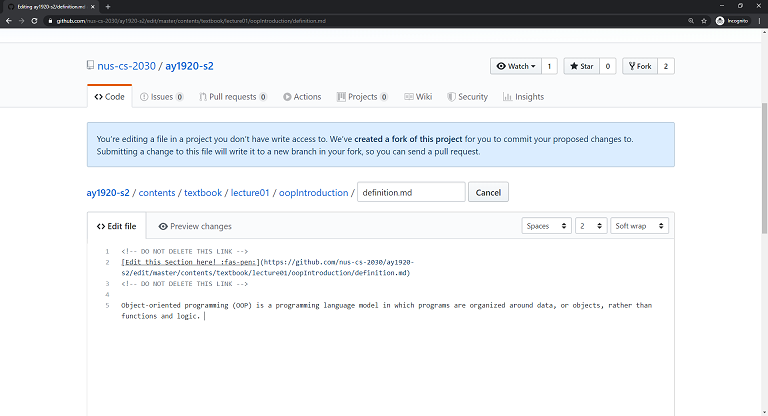 Editing ay1920-s2/definition.md
github.com/nus-cs-2030/ay1920-s2/edit/master/contents/textbook/lecture01/oopIntroduction/definition.md
Incognito
nus-cs-2030 / ay1920-s2
Watch 1 Star 0 Fork 2
Code Issues 0 Pull requests 0 Actions Projects 0 Wiki Security Insights
You're editing a file in a project you don't have write access to. We've created a fork of this project for you to commit your proposed changes to.
Submitting a change to this file will write it to a new branch in your fork, so you can send a pull request.
ay1920-s2 / contents / textbook / lecture01 / oopIntroduction / definition.md Cancel
Edit file Preview changes Spaces 2 Soft wrap
1 <!-- DO NOT DELETE THIS LINK -->
2 [Edit this Section here! :fas-pen:](https://github.com/nus-cs-2030/ay1920-
s2/edit/master/contents/textbook/lecture01/oopIntroduction/definition.md)
3 <!-- DO NOT DELETE THIS LINK -->
4
5 Object-oriented programming (OOP) is a programming language model in which programs are organized around data, or objects, rather than
functions and logic.